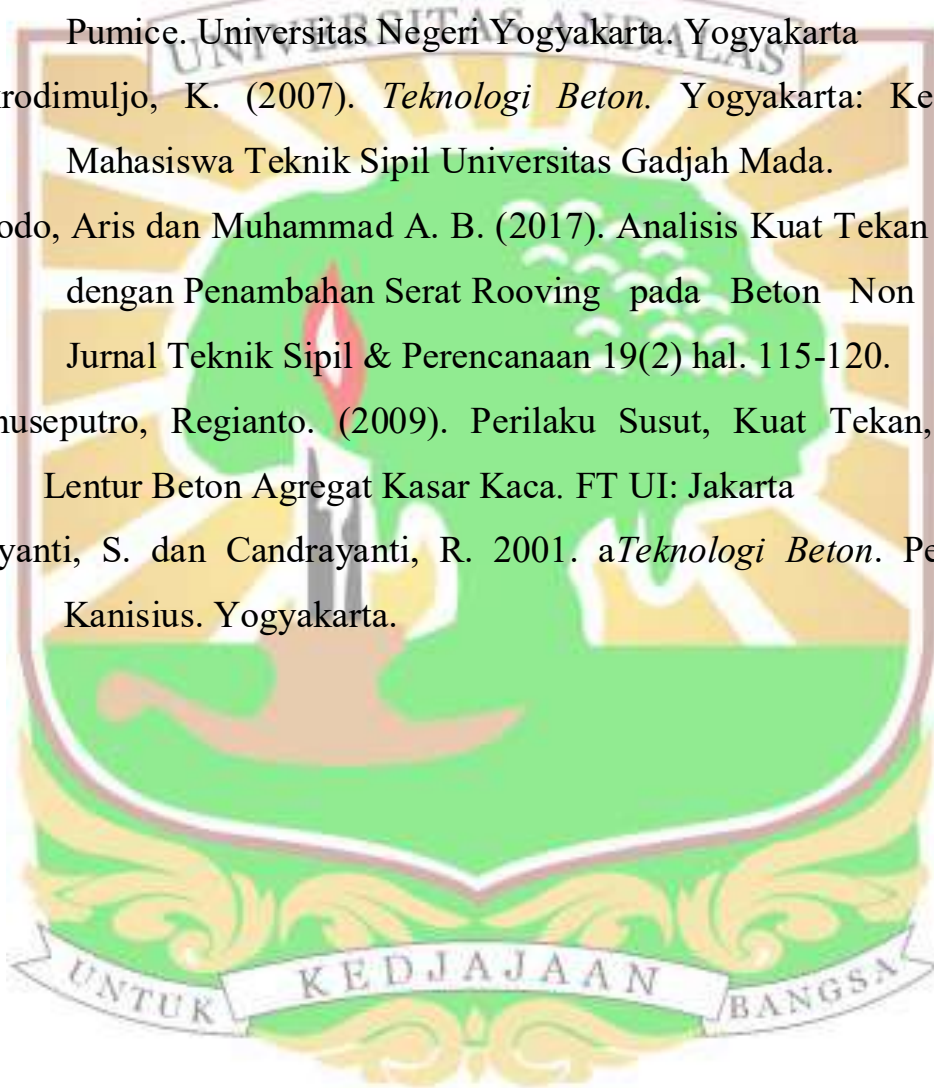 UNIVERSITAS ANDALAS
Pumice. Universitas Negeri Yogyakarta. Yogyakarta
rodimuljo, K. (2007). Teknologi Beton. Yogyakarta: Ke
Mahasiswa Teknik Sipil Universitas Gadjah Mada.
odo, Aris dan Muhammad A. B. (2017). Analisis Kuat Tekan
dengan Penambahan Serat Rooving pada Beton Non
Jurnal Teknik Sipil & Perencanaan 19(2) hal. 115-120.
nuseputro, Regianto. (2009). Perilaku Susut, Kuat Tekan,
Lentur Beton Agregat Kasar Kaca. FT UI: Jakarta
yanti, S. dan Candrayanti, R. 2001. aTeknologi Beton. Pe
Kanisius. Yogyakarta.
UNTUK KEDJAJAAN BANGSA